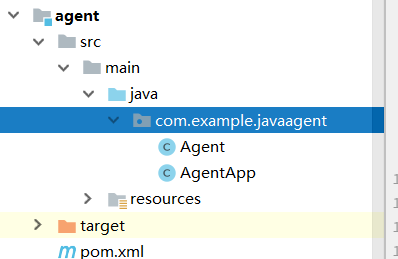 agent
src
main
java
com.example.javaagent
Agent
AgentApp
resources
target
pom.xml